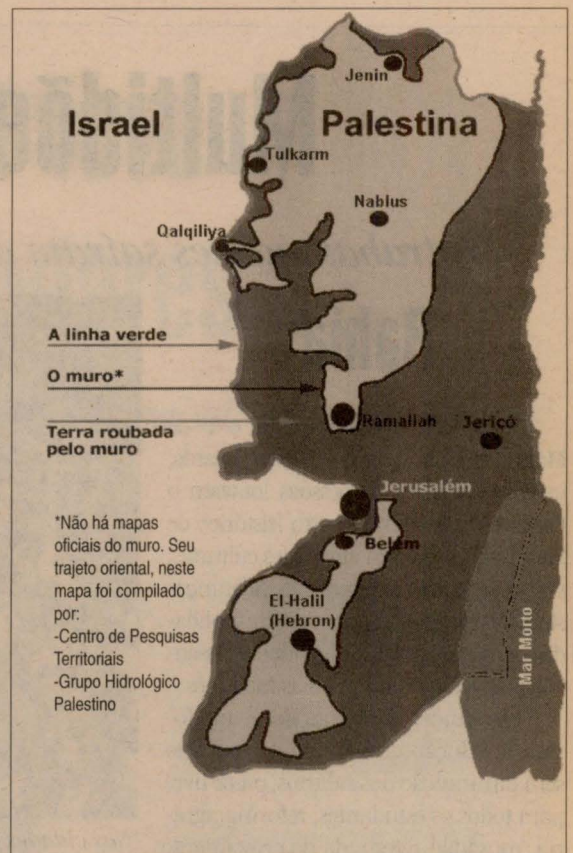 Israel
Palestina
Jenin
Tulkarm
Nablus
Qalqiliya
A linha verde
O muro*
Terra roubada
pelo muro
Ramallah
Jericó
Jerusalém
Belém
El-Halil
(Hebron)
Mar Morto
*Não há mapas
oficiais do muro. Seu
trajeto oriental, neste
mapa foi compilado
por:
-Centro de Pesquisas
Territoriais
-Grupo Hidrológico
Palestino